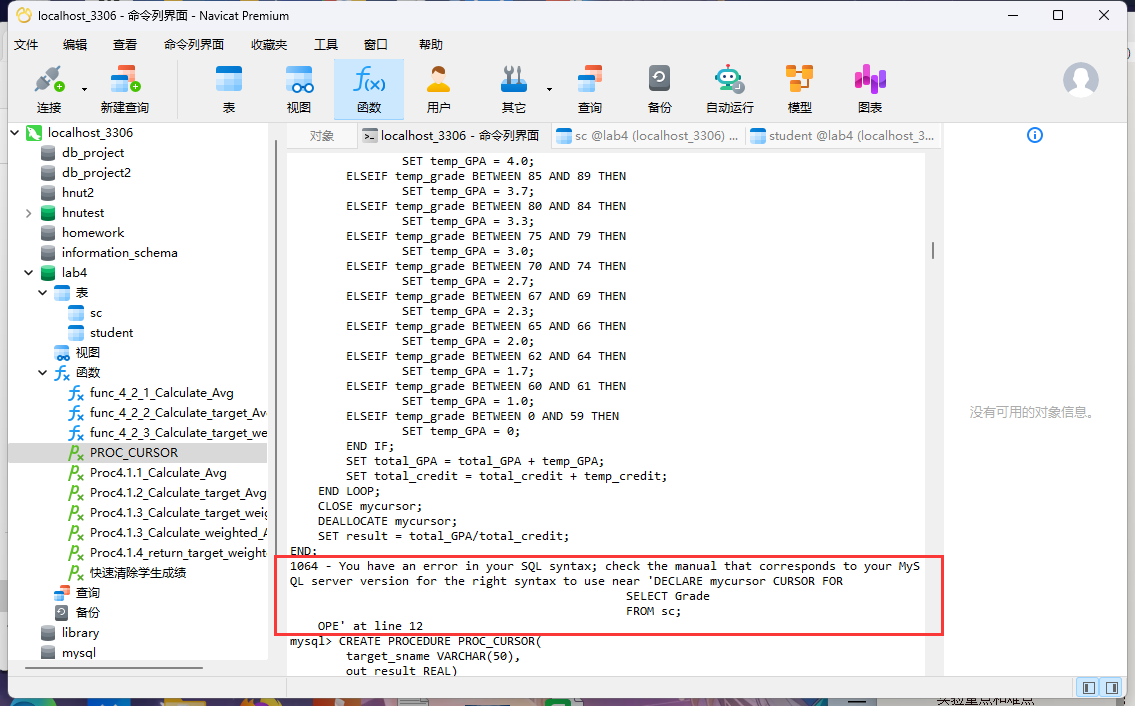 localhost_3306 - 命令列界面 - Navicat Premium
文件 编辑 查看 命令列界面 收藏夹 工具 窗口 帮助
连接 新建查询 表 视图 函数 用户 其它 查询 备份 自动运行 模型 图表
localhost_3306
db_project
db_project2
hnut2
hnutest
homework
information_schema
lab4
表
sc
student
视图
函数
func_4_2_1_Calculate_Avg
func_4_2_2_Calculate_target_Av
func_4_2_3_Calculate_target_we
PROC_CURSOR
Proc4.1.1_Calculate_Avg
Proc4.1.2_Calculate_target_Avg
Proc4.1.3_Calculate_target_weig
Proc4.1.3_Calculate_weighted_A
Proc4.1.4_return_target_weight
快速清除学生成绩
查询
备份
library
mysql
对象 localhost_3306 - 命令列界面 sc @lab4 (localhost_3306) ... student @lab4 (localhost_3...
SET temp_GPA = 4.0;
ELSEIF temp_grade BETWEEN 85 AND 89 THEN
SET temp_GPA = 3.7;
ELSEIF temp_grade BETWEEN 80 AND 84 THEN
SET temp_GPA = 3.3;
ELSEIF temp_grade BETWEEN 75 AND 79 THEN
SET temp_GPA = 3.0;
ELSEIF temp_grade BETWEEN 70 AND 74 THEN
SET temp_GPA = 2.7;
ELSEIF temp_grade BETWEEN 67 AND 69 THEN
SET temp_GPA = 2.3;
ELSEIF temp_grade BETWEEN 65 AND 66 THEN
SET temp_GPA = 2.0;
ELSEIF temp_grade BETWEEN 62 AND 64 THEN
SET temp_GPA = 1.7;
ELSEIF temp_grade BETWEEN 60 AND 61 THEN
SET temp_GPA = 1.0;
ELSEIF temp_grade BETWEEN 0 AND 59 THEN
SET temp_GPA = 0;
END IF;
SET total_GPA = total_GPA + temp_GPA;
SET total_credit = total_credit + temp_credit;
END LOOP;
CLOSE mycursor;
DEALLOCATE mycursor;
SET result = total_GPA/total_credit;
END;
1064 - You have an error in your SQL syntax; check the manual that corresponds to your MyS
QL server version for the right syntax to use near 'DECLARE mycursor CURSOR FOR
SELECT Grade
FROM sc;
OPE' at line 12
mysql> CREATE PROCEDURE PROC_CURSOR(
target_sname VARCHAR(50),
out result REAL)
没有可用的对象信息。
实验重点和难点